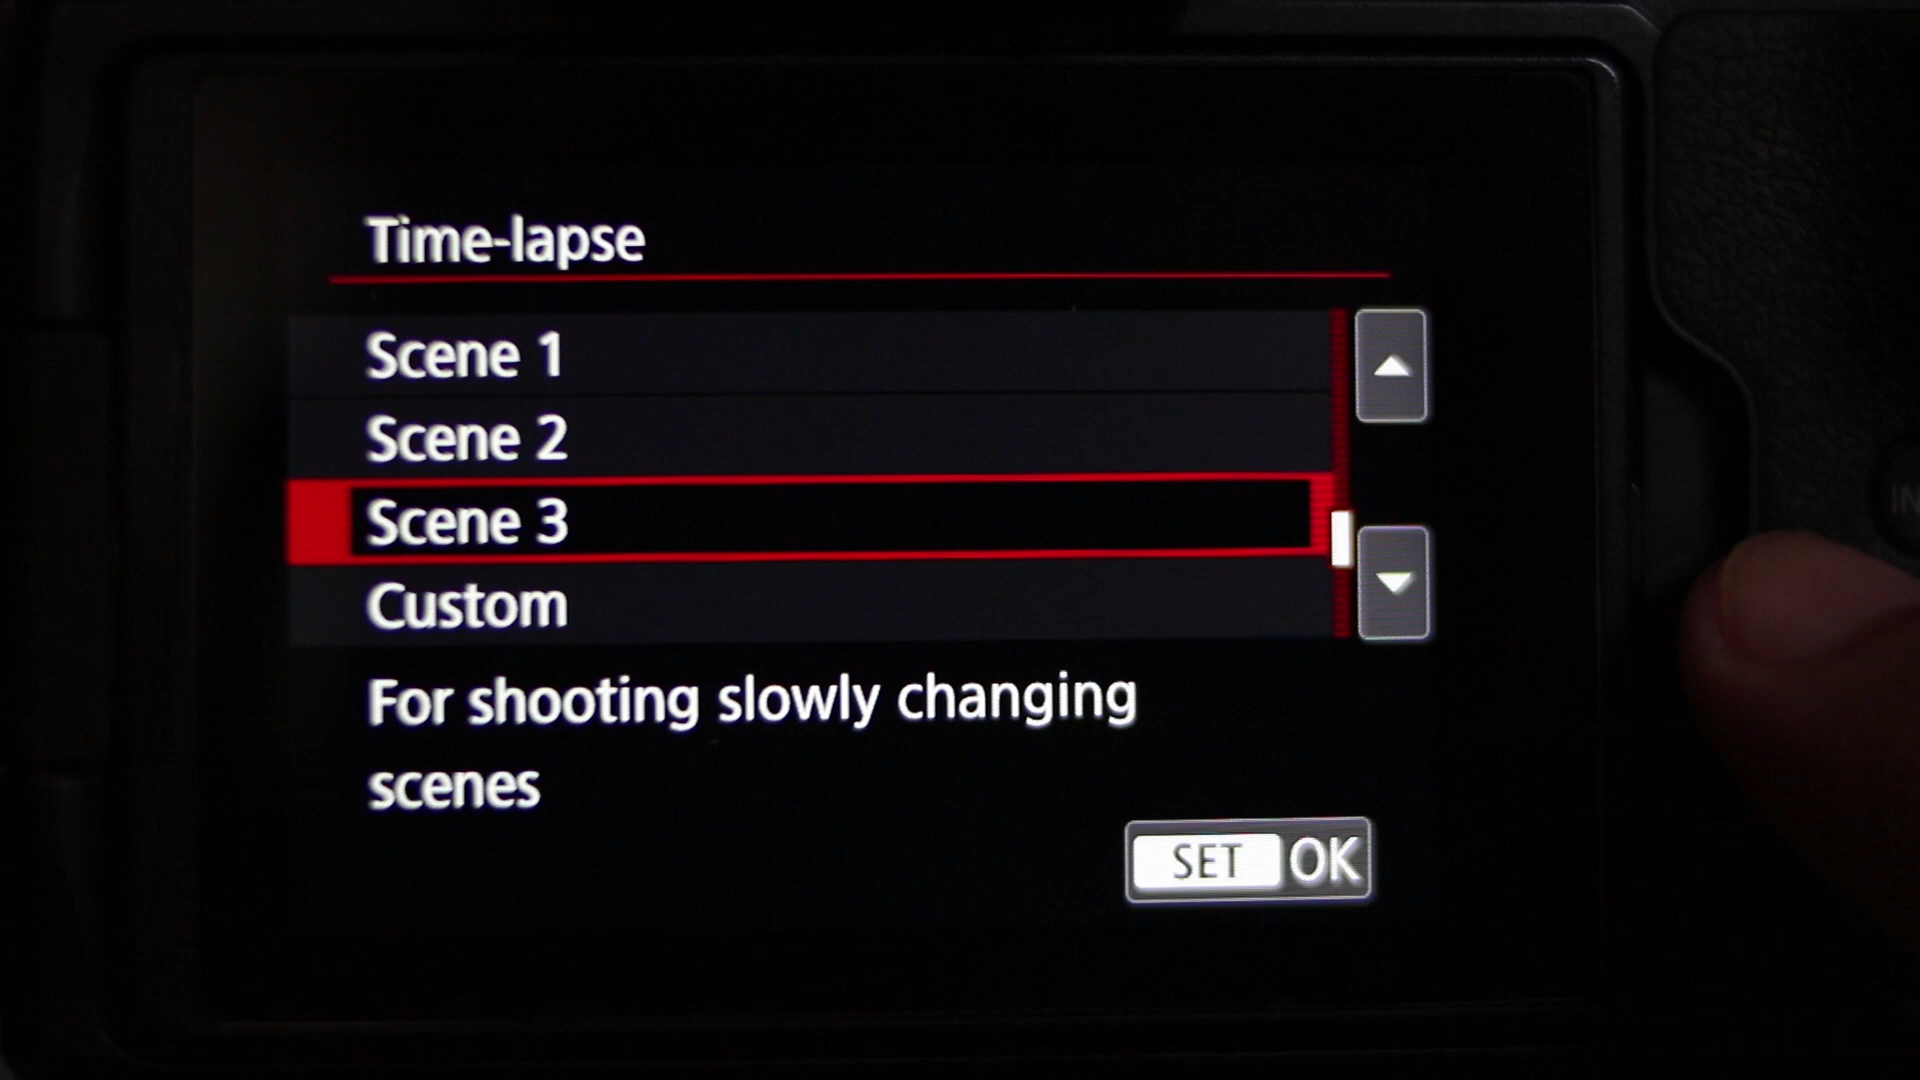 Time-lapse
Scene 1
Scene 2
Scene 3
Custom
For shooting slowly changing
scenes
SET OK